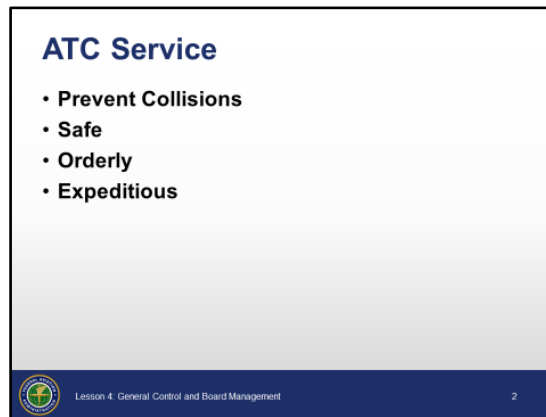 ATC Service
• Prevent Collisions
• Safe
• Orderly
• Expeditious
Lesson 4: General Control and Board Management 2